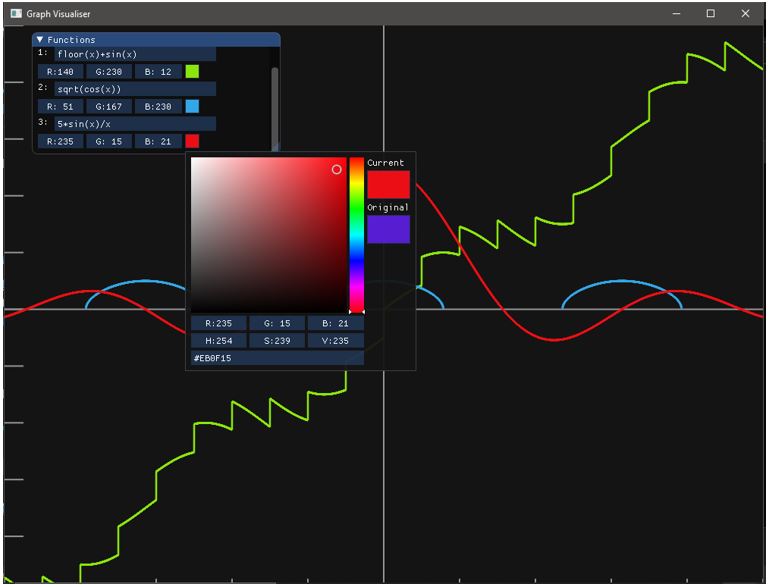 Graph Visualiser
Functions
1: floor(x)+sin(x)
R:140 G:230 B: 12
2: sqrt(cos(x))
R: 51 G:167 B:230
3: 5*sin(x)/x
R:235 G: 15 B: 21
Current
Original
R:235 G: 15 B: 21
H:254 S:239 V:235
#EB0F15